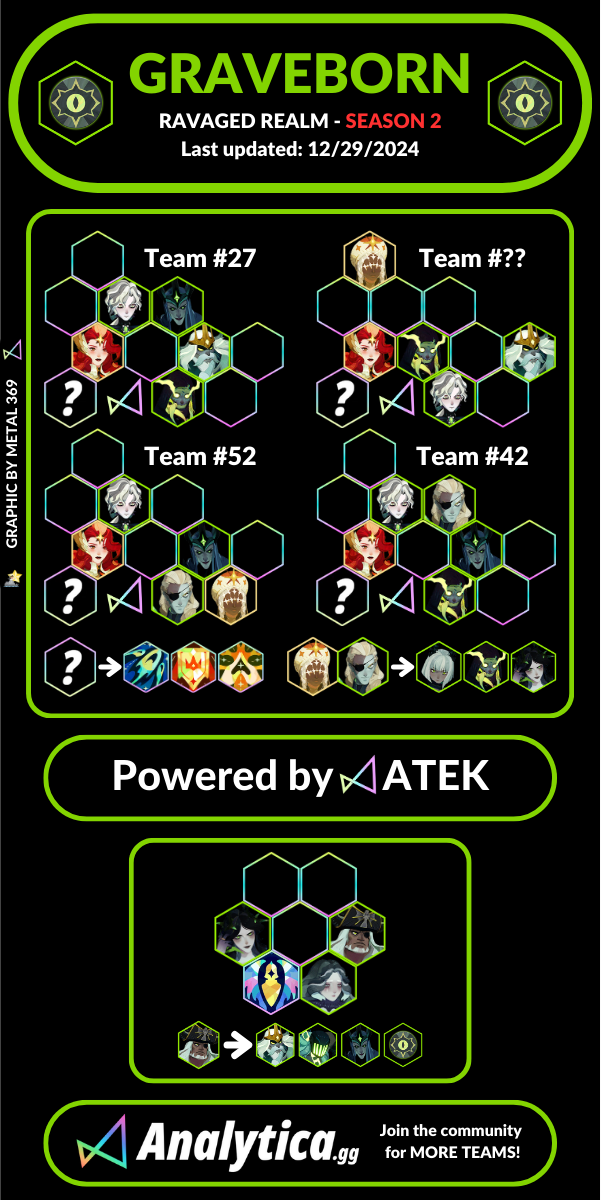 GRAVEBORN
RAVAGED REALM - SEASON 2
Last updated: 12/29/2024
Team #27
Team #??
?
?
Team #52
Team #42
?
?
?
GRAPHIC BY METAL 369
Powered by ATEK
Analytica.gg
Join the community
for MORE TEAMS!